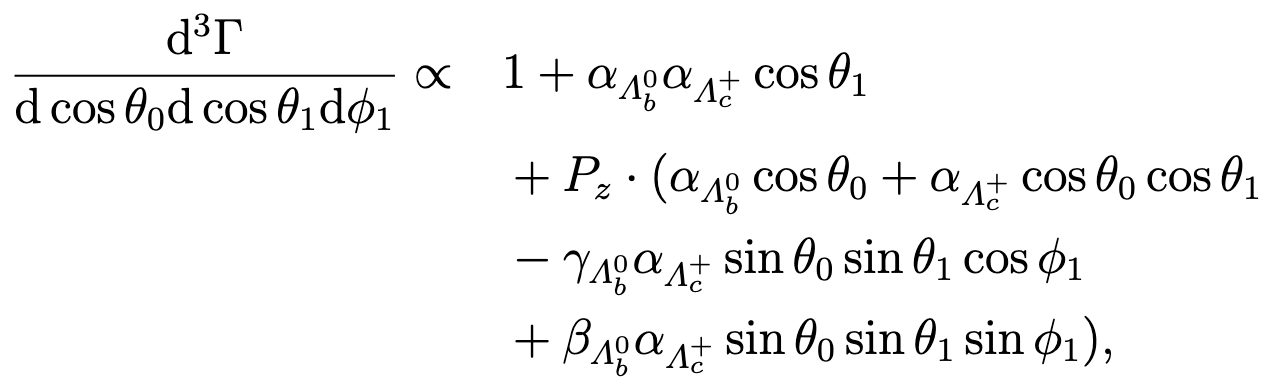 d³Γ / d cos θ₀ d cos θ₁ dϕ₁ ∝ 1 + α_{Λ_b^0} α_{Λ_c^+} cos θ₁
+ P_z · (α_{Λ_b^0} cos θ₀ + α_{Λ_c^+} cos θ₀ cos θ₁
− γ_{Λ_b^0} α_{Λ_c^+} sin θ₀ sin θ₁ cos ϕ₁
+ β_{Λ_b^0} α_{Λ_c^+} sin θ₀ sin θ₁ sin ϕ₁),